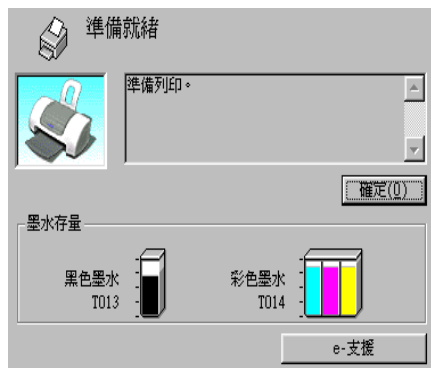 準備就緒
準備列印。
確定(O)
墨水存量
黑色墨水
T013
彩色墨水
T014
e-支援